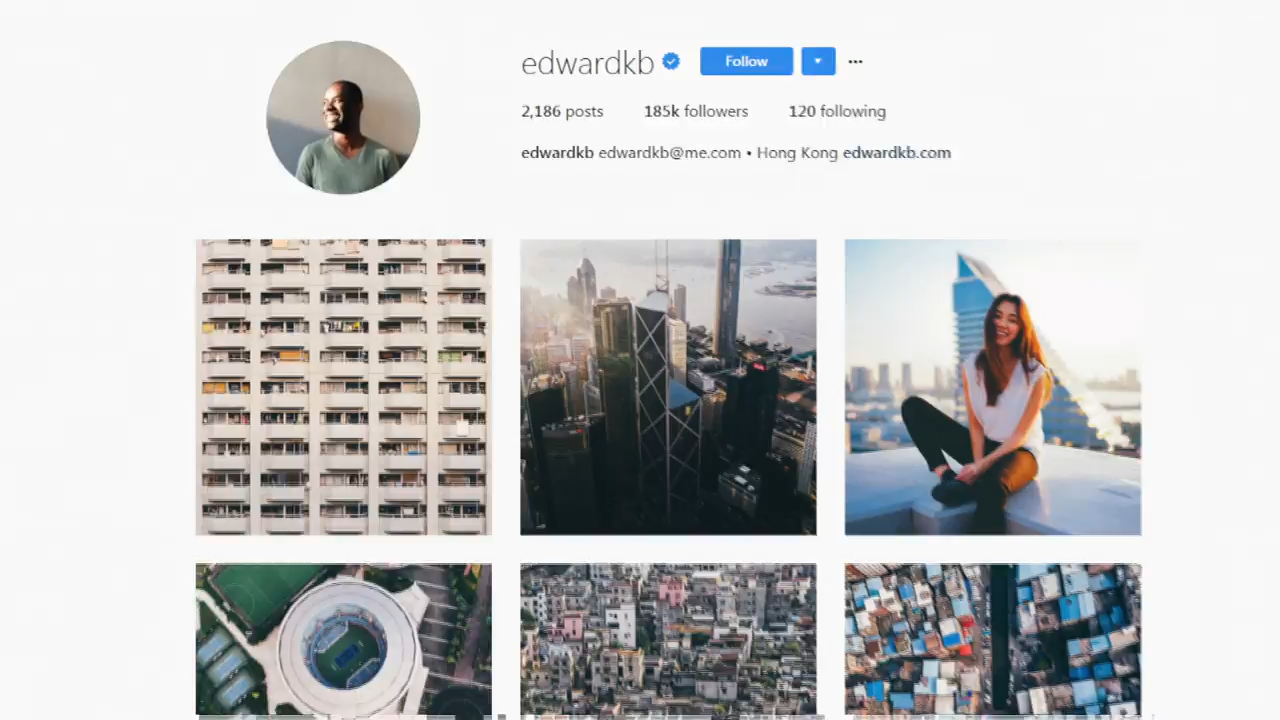 edwardkb Follow ...
2,186 posts 185k followers 120 following
edwardkb edwardkb@me.com • Hong Kong edwardkb.com